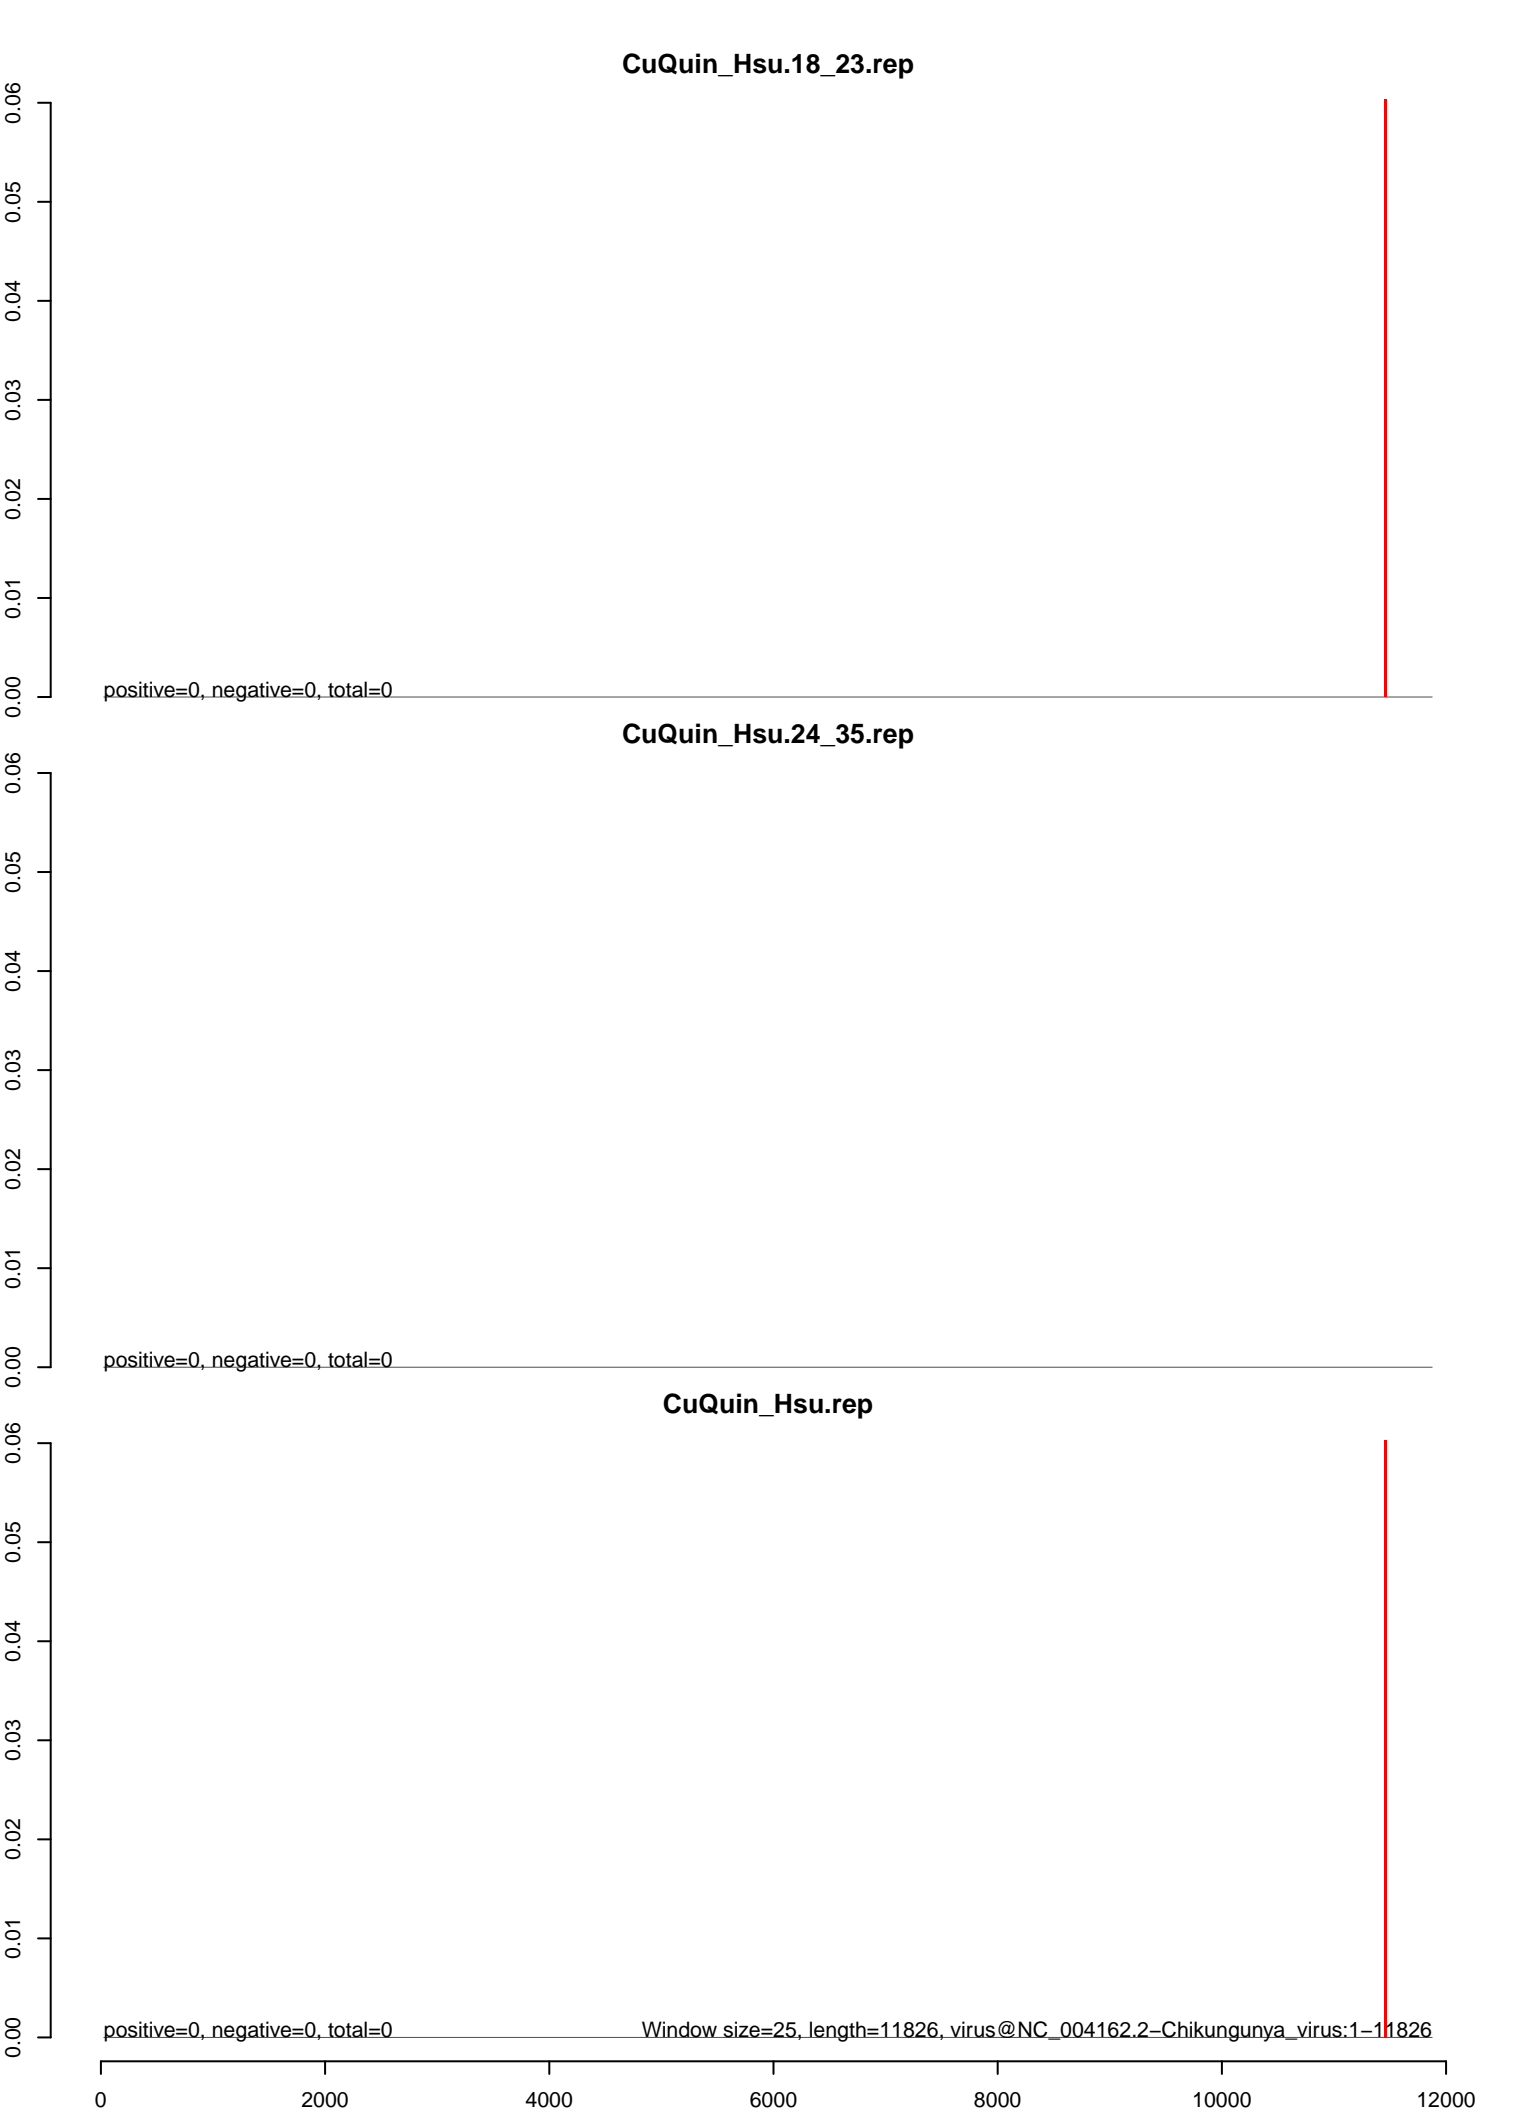 CuQuin_Hsu.18_23.rep
0.06
0.05
0.04
0.03
0.02
0.01
0.00
positive=0, negative=0, total=0
CuQuin_Hsu.24_35.rep
0.06
0.05
0.04
0.03
0.02
0.01
0.00
positive=0, negative=0, total=0
CuQuin_Hsu.rep
0.06
0.05
0.04
0.03
0.02
0.01
0.00
positive=0, negative=0, total=0
Window size=25, length=11826, virus@NC_004162.2−Chikungunya_virus:1−11826
0 2000 4000 6000 8000 10000 12000